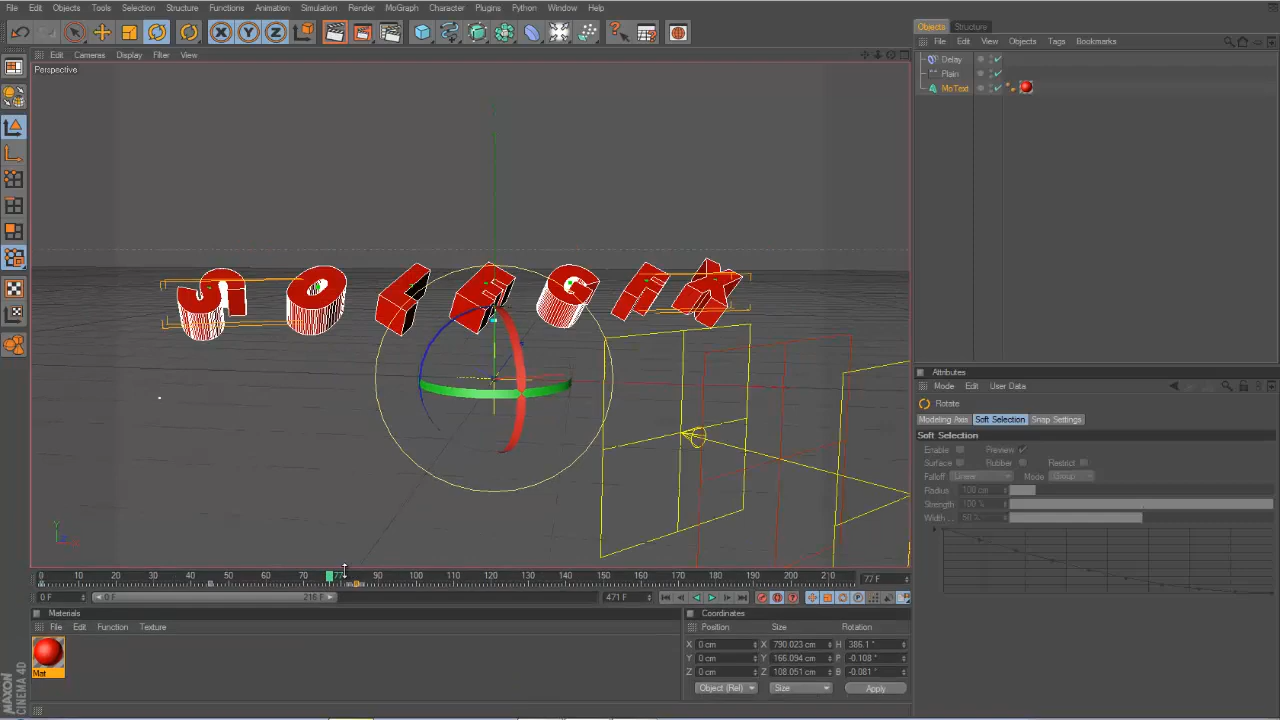 File Edit Objects Tools Selection Structure Functions Animation Simulation Render MoGraph Character Plugins Python Window Help
Edit Cameras Display Filter View
Perspective
Objects Structure
File Edit View Objects Tags Bookmarks
Delay
Plain
MoText
Attributes
Mode Edit User Data
Rotate
Modeling Axis Soft Selection Snap Settings
Soft Selection
Enable Preview
Surface Rubber Restrict
Falloff Linear Mode Group
Radius 100 cm
Strength 100 %
Width . . 50 %
0 10 20 30 40 50 60 70 77 90 100 110 120 130 140 150 160 170 180 190 200 210 77 F
0 F 0 F 216 F 471 F
Materials
File Edit Function Texture
Mat
Coordinates
Position Size Rotation
X 0 cm X 790.023 cm H 386.1 °
Y 0 cm Y 166.094 cm P -0.108 °
Z 0 cm Z 108.051 cm B -0.081 °
Object (Rel) Size Apply
MAXON
CINEMA 4D